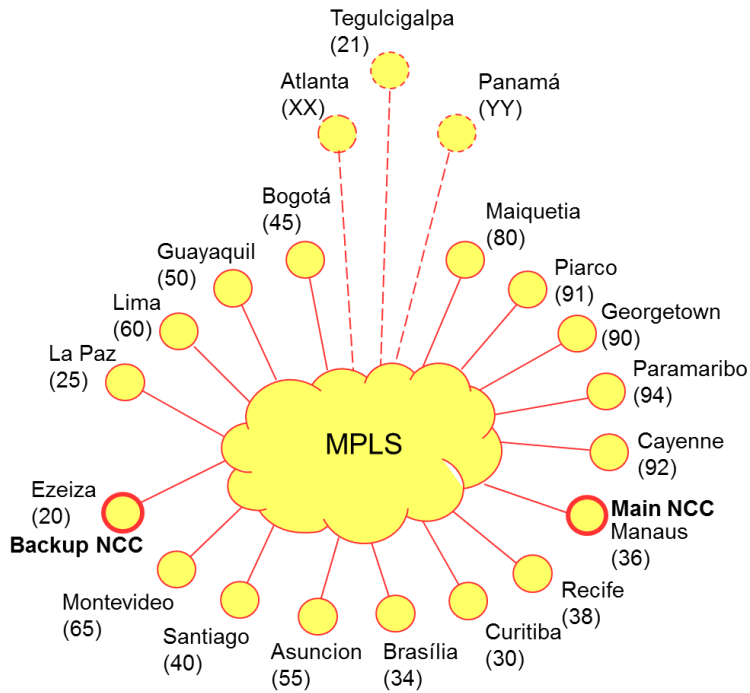 Tegulcigalpa
(21)
Atlanta
(XX)
Panamá
(YY)
Bogotá
(45)
Maiquetia
(80)
Guayaquil
(50)
Piarco
(91)
Lima
(60)
Georgetown
(90)
La Paz
(25)
Paramaribo
(94)
MPLS
Cayenne
(92)
Ezeiza
(20)
Backup NCC
Main NCC
Manaus
(36)
Montevideo
(65)
Santiago
(40)
Asuncion
(55)
Brasília
(34)
Curitiba
(30)
Recife
(38)